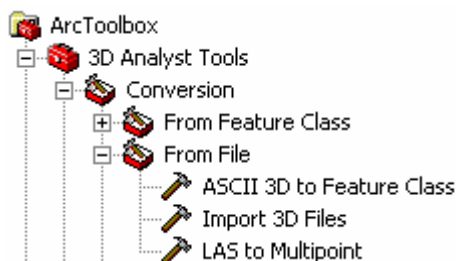 ArcToolbox
3D Analyst Tools
Conversion
From Feature Class
From File
ASCII 3D to Feature Class
Import 3D Files
LAS to Multipoint